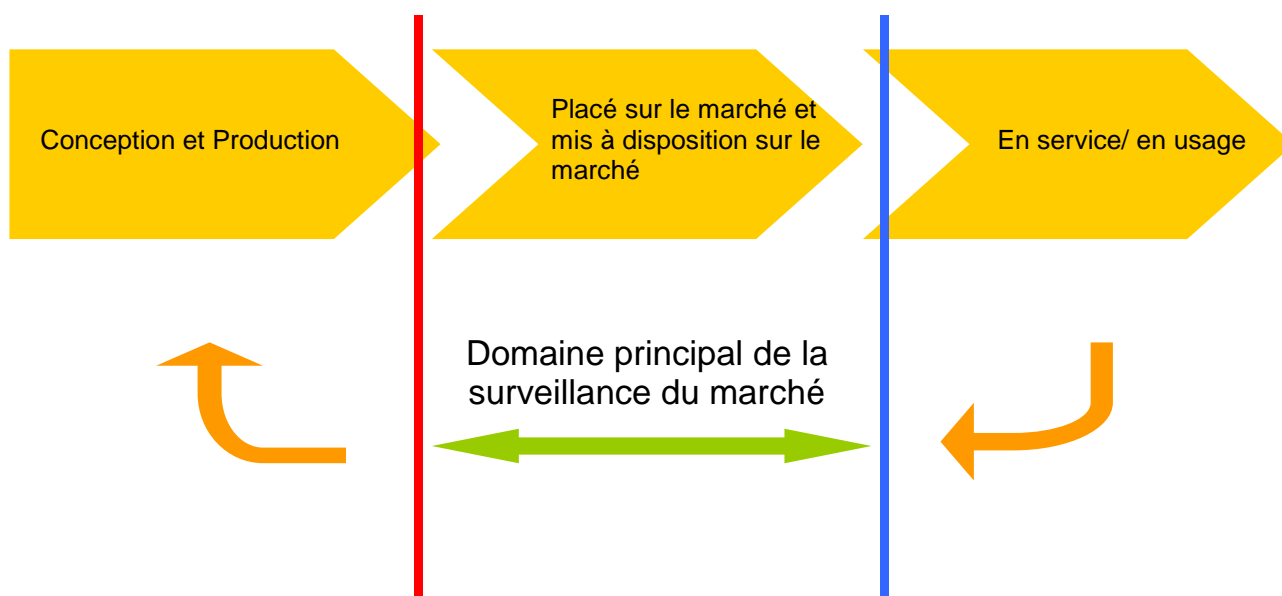 Conception et Production
Placé sur le marché et
mis à disposition sur le
marché
En service/ en usage
Domaine principal de la
surveillance du marché